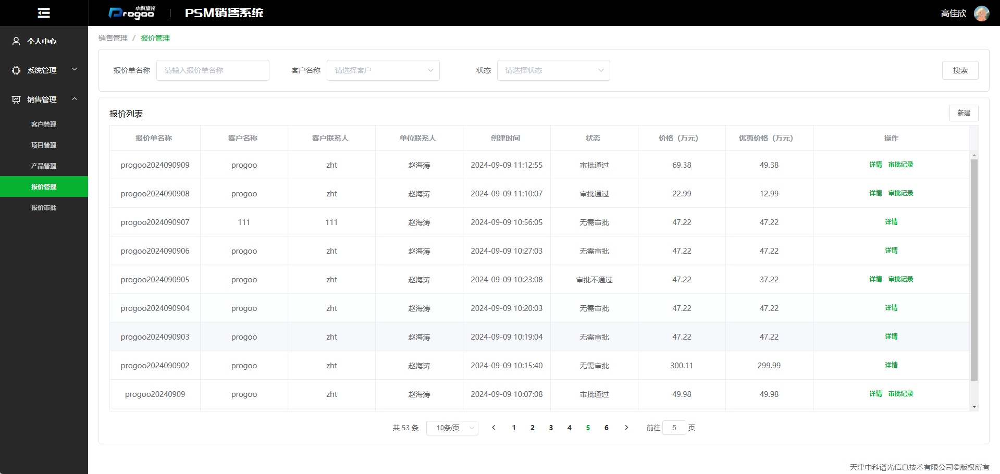 中科谱光
Progoo
PSM销售系统
高佳欣
个人中心
系统管理
销售管理
客户管理
项目管理
产品管理
报价管理
报价审批
销售管理 / 报价管理
报价单名称 请输入报价单名称 客户名称 请选择客户 状态 请选择状态 搜索
报价列表 新建
报价单名称 客户名称 客户联系人 单位联系人 创建时间 状态 价格（万元） 优惠价格（万元） 操作
progoo2024090909 progoo zht 赵海涛 2024-09-09 11:12:55 审批通过 69.38 49.38 详情 审批记录
progoo2024090908 progoo zht 赵海涛 2024-09-09 11:10:07 审批通过 22.99 12.99 详情 审批记录
progoo2024090907 111 111 赵海涛 2024-09-09 10:56:05 无需审批 47.22 47.22 详情
progoo2024090906 progoo zht 赵海涛 2024-09-09 10:27:03 无需审批 47.22 47.22 详情
progoo2024090905 progoo zht 赵海涛 2024-09-09 10:23:08 审批不通过 47.22 37.22 详情 审批记录
progoo2024090904 progoo zht 赵海涛 2024-09-09 10:20:03 无需审批 47.22 47.22 详情
progoo2024090903 progoo zht 赵海涛 2024-09-09 10:19:04 无需审批 47.22 47.22 详情
progoo2024090902 progoo zht 赵海涛 2024-09-09 10:15:40 无需审批 300.11 299.99 详情
progoo20240909 progoo zht 赵海涛 2024-09-09 10:07:08 审批通过 49.98 49.98 详情 审批记录
共 53 条 10条/页 1 2 3 4 5 6 前往 5 页
天津中科谱光信息技术有限公司©版权所有